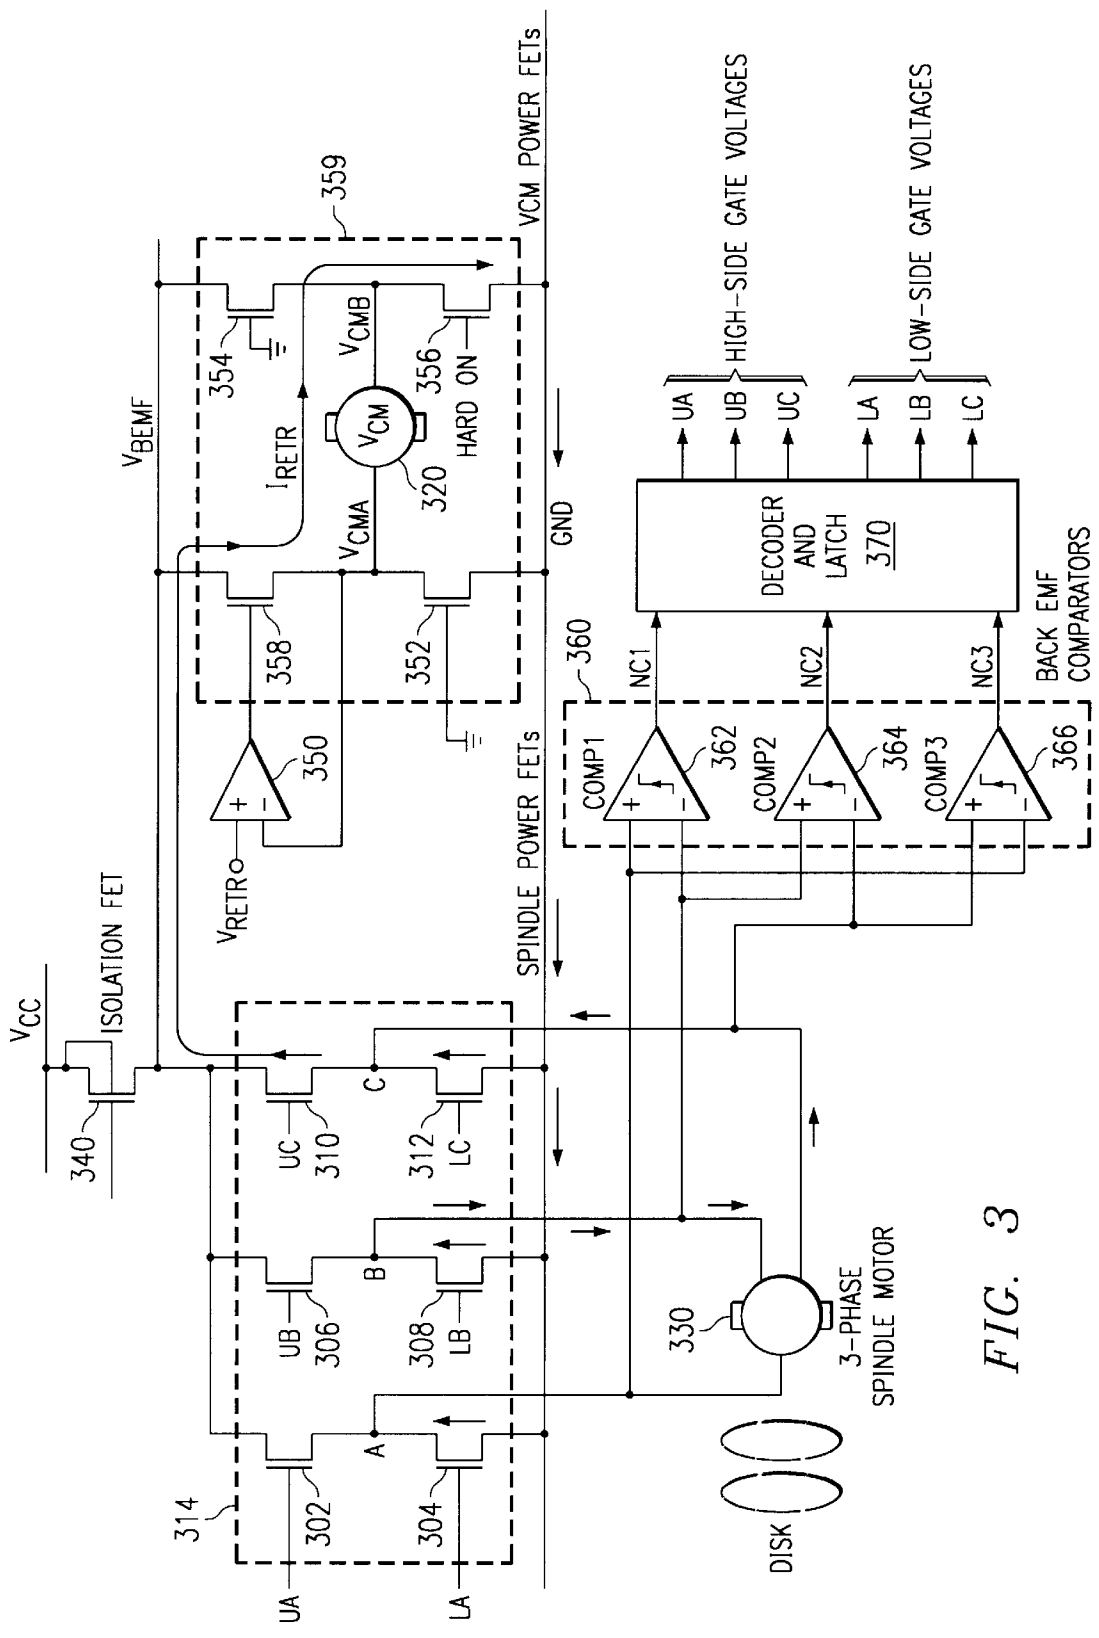 VCC
ISOLATION FET
340
VBEMF
314
UA
302
UB
306
UC
310
A
B
C
LA
304
308
LB
312
LC
VRETR
+
−
350
358
352
IRETR
354
359
VCMA
VCM
320
VCMB
356
HARD ON
SPINDLE POWER FETs
GND
VCM POWER FETs
DISK
330
3-PHASE
SPINDLE MOTOR
360
COMP1
+
−
362
COMP2
+
−
364
COMP3
+
−
366
NC1
NC2
NC3
BACK EMF
COMPARATORS
DECODER
AND
LATCH
370
UA
UB
UC
HIGH-SIDE GATE VOLTAGES
LA
LB
LC
LOW-SIDE GATE VOLTAGES
FIG. 3